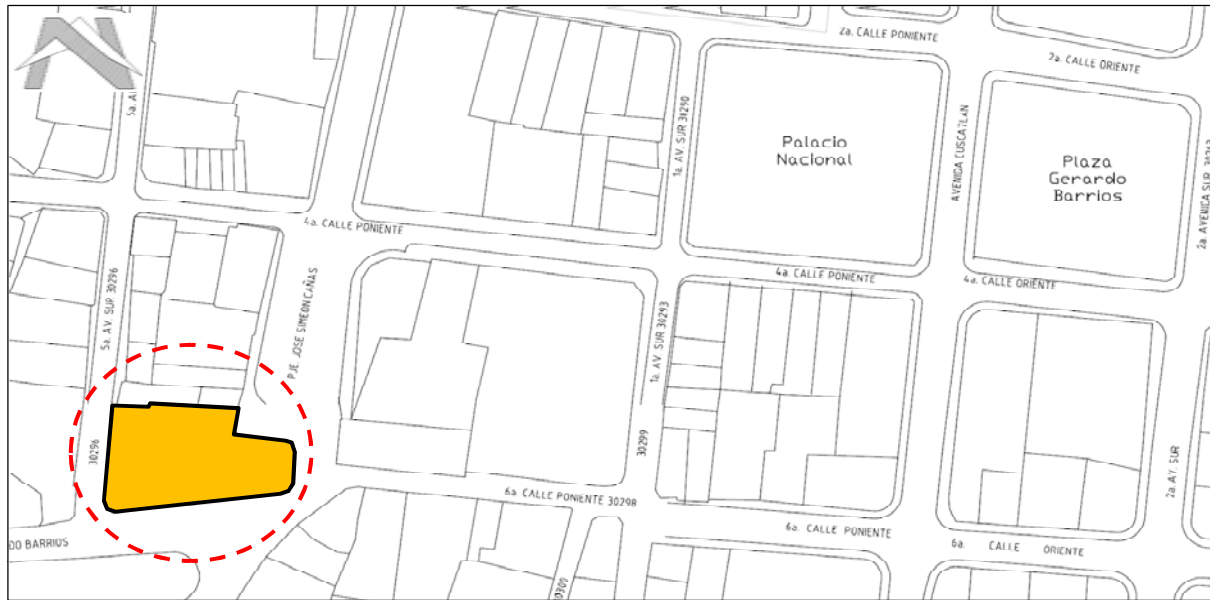 2a. CALLE PONIENTE
2a. CALLE ORIENTE
5a. A
1a. AV. SUR 30290
Palacio
Nacional
AVENIDA CUSCATLAN
Plaza
Gerardo
Barrios
2a. AVENICA SUR
4a. CALLE PONIENTE
4a. CALLE PONIENTE
4a. CALLE ORIENTE
5a. AV. SUR 30296
PJE. JOSE SIMEON CAÑAS
1a. AV. SUR 30293
30296
30299
2a. AV. SUR
6a. CALLE PONIENTE 30298
6a. CALLE PONIENTE
6a. CALLE ORIENTE
DO BARRIOS
30300